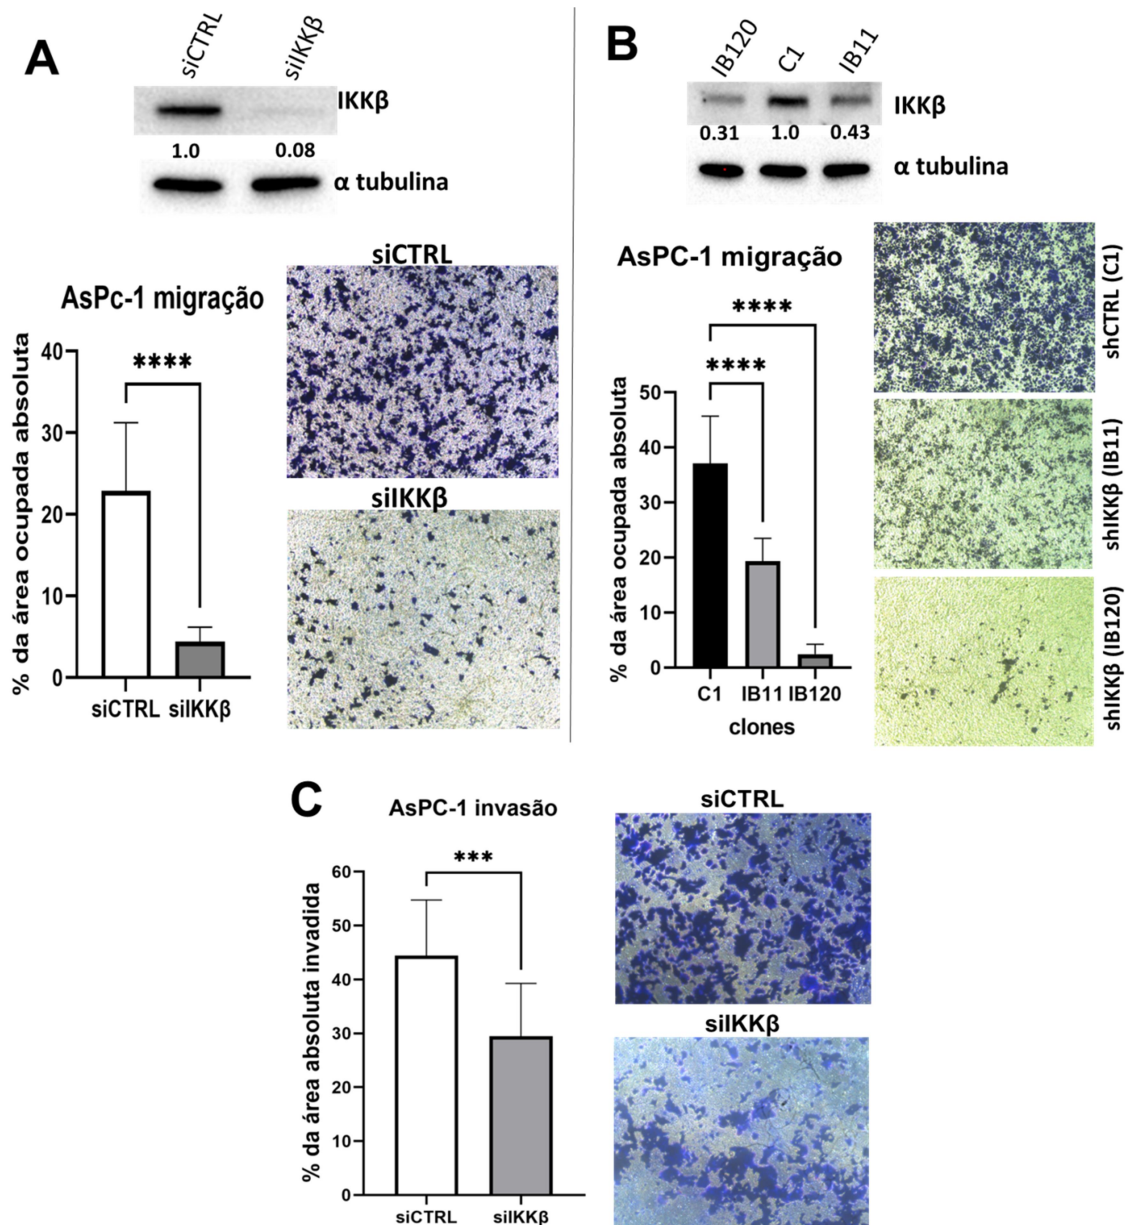 A
siCTRL
siIKKβ
IKKβ
1.0
0.08
α tubulina
AsPc-1 migração
siCTRL
% da área ocupada absoluta
40
30
20
10
0
****
siCTRL
siIKKβ
siIKKβ
B
IB120
C1
IB11
IKKβ
0.31
1.0
0.43
α tubulina
AsPC-1 migração
% da área ocupada absoluta
50
40
30
20
10
0
****
****
C1
IB11
IB120
clones
shCTRL (C1)
shIKKβ (IB11)
shIKKβ (IB120)
C
AsPC-1 invasão
% da área absoluta invadida
60
50
40
30
20
10
0
***
siCTRL
siIKKβ
siCTRL
siIKKβ